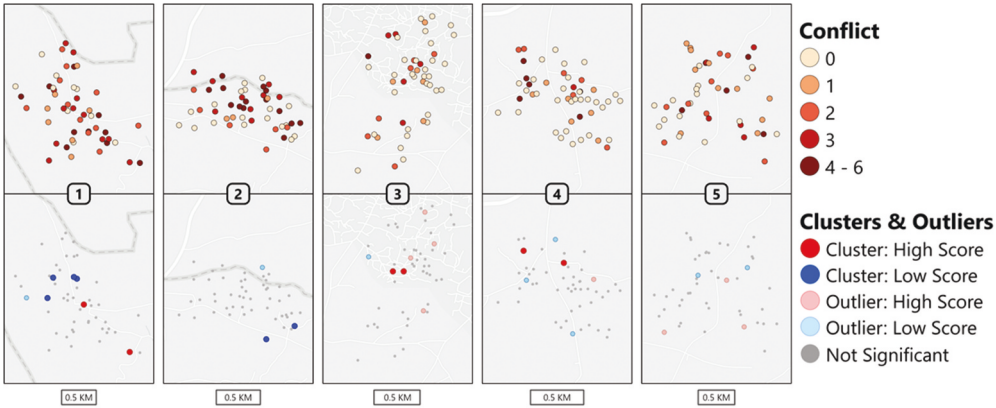 Conflict
0
1
2
3
4 - 6
1
2
3
4
5
Clusters & Outliers
Cluster: High Score
Cluster: Low Score
Outlier: High Score
Outlier: Low Score
Not Significant
0.5 KM
0.5 KM
0.5 KM
0.5 KM
0.5 KM